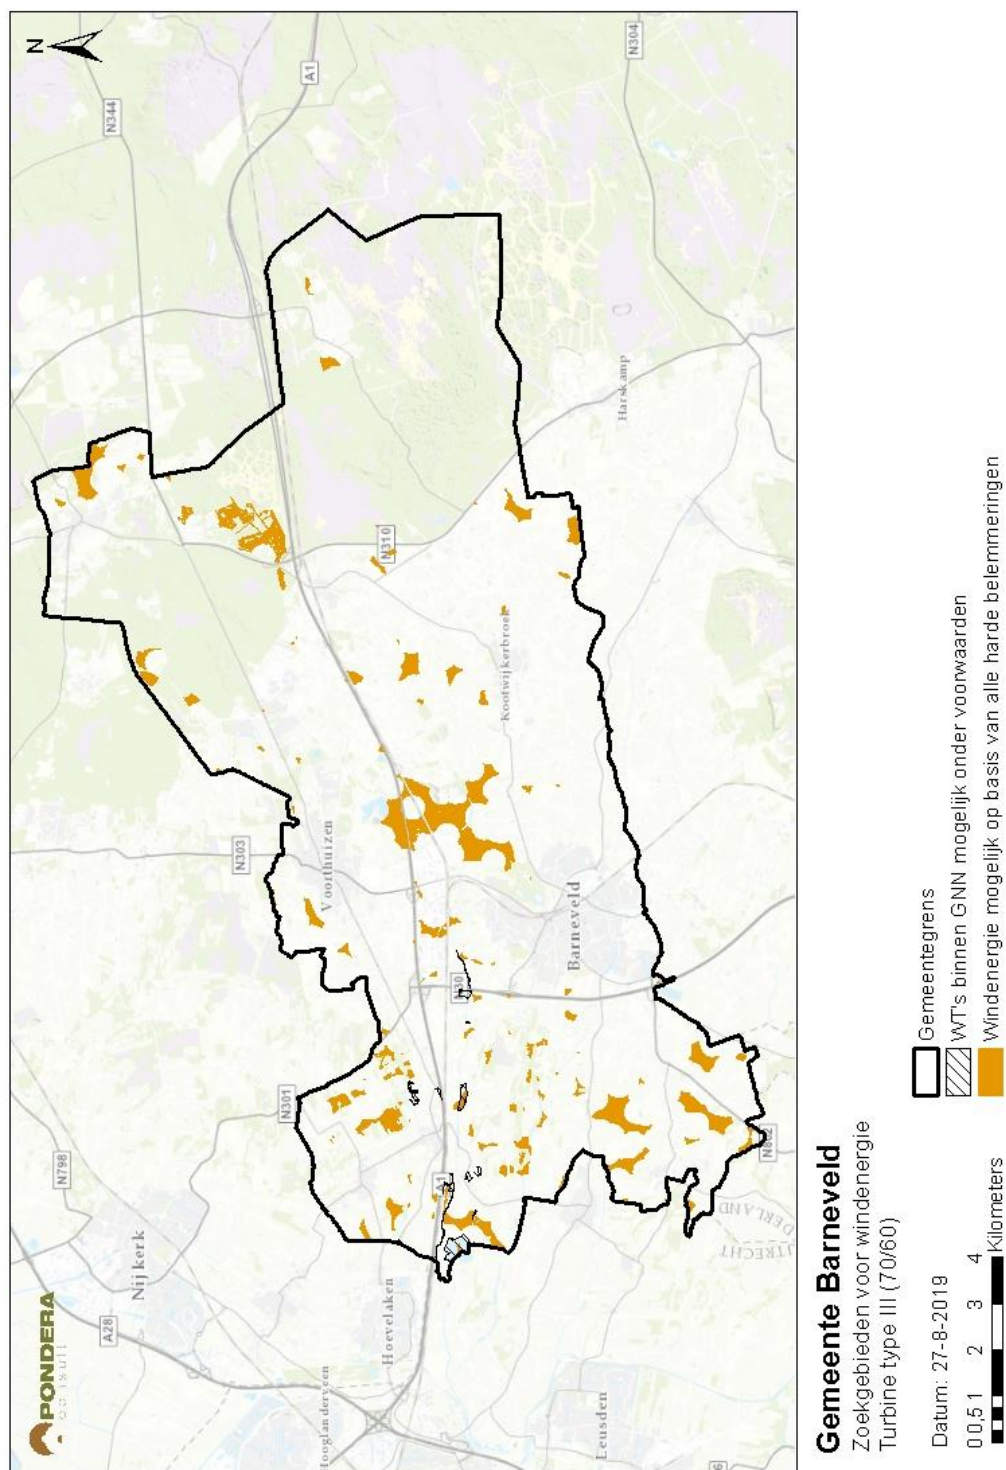 PONDERA
consult
N
N344
A1
N304
N798
Nijkerk
A28
N301
N303
Voorthuizen
Hoevelaken
Hooglanderveen
A1
N30
N310
Kootwijkerbroek
Harskamp
Barneveld
Leusden
N802
UTRECHT
DERLAND
Gemeente Barneveld
Zoekgebieden voor windenergie
Turbine type III (70/60)
Datum: 27-8-2019
0 0,5 1 2 3 4
Kilometers
Gemeentegrens
WT's binnen GNN mogelijk onder voorwaarden
Windenergie mogelijk op basis van alle harde belemmeringen